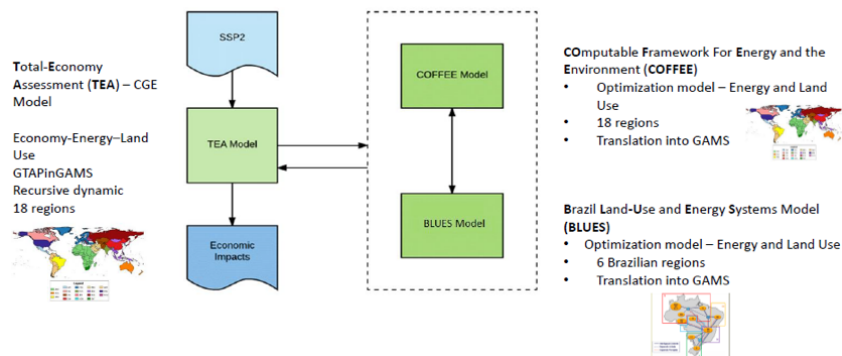 Total-Economy
Assessment (TEA) – CGE
Model
Economy-Energy–Land
Use
GTAPinGAMS
Recursive dynamic
18 regions
SSP2
TEA Model
Economic
Impacts
COFFEE Model
BLUES Model
COmputable Framework For Energy and the
Environment (COFFEE)
• Optimization model – Energy and Land
Use
• 18 regions
• Translation into GAMS
Brazil Land-Use and Energy Systems Model
(BLUES)
• Optimization model – Energy and Land Use
• 6 Brazilian regions
• Translation into GAMS